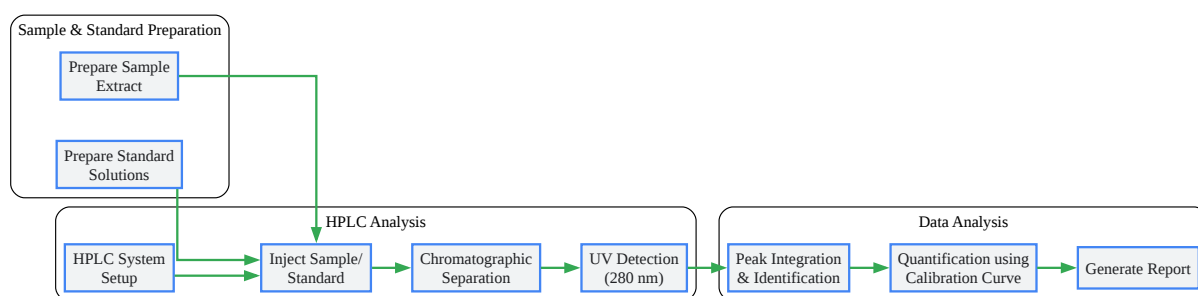 Sample & Standard Preparation
Prepare Sample
Extract
Prepare Standard
Solutions
HPLC Analysis
HPLC System
Setup
Inject Sample/
Standard
Chromatographic
Separation
UV Detection
(280 nm)
Data Analysis
Peak Integration
& Identification
Quantification using
Calibration Curve
Generate Report